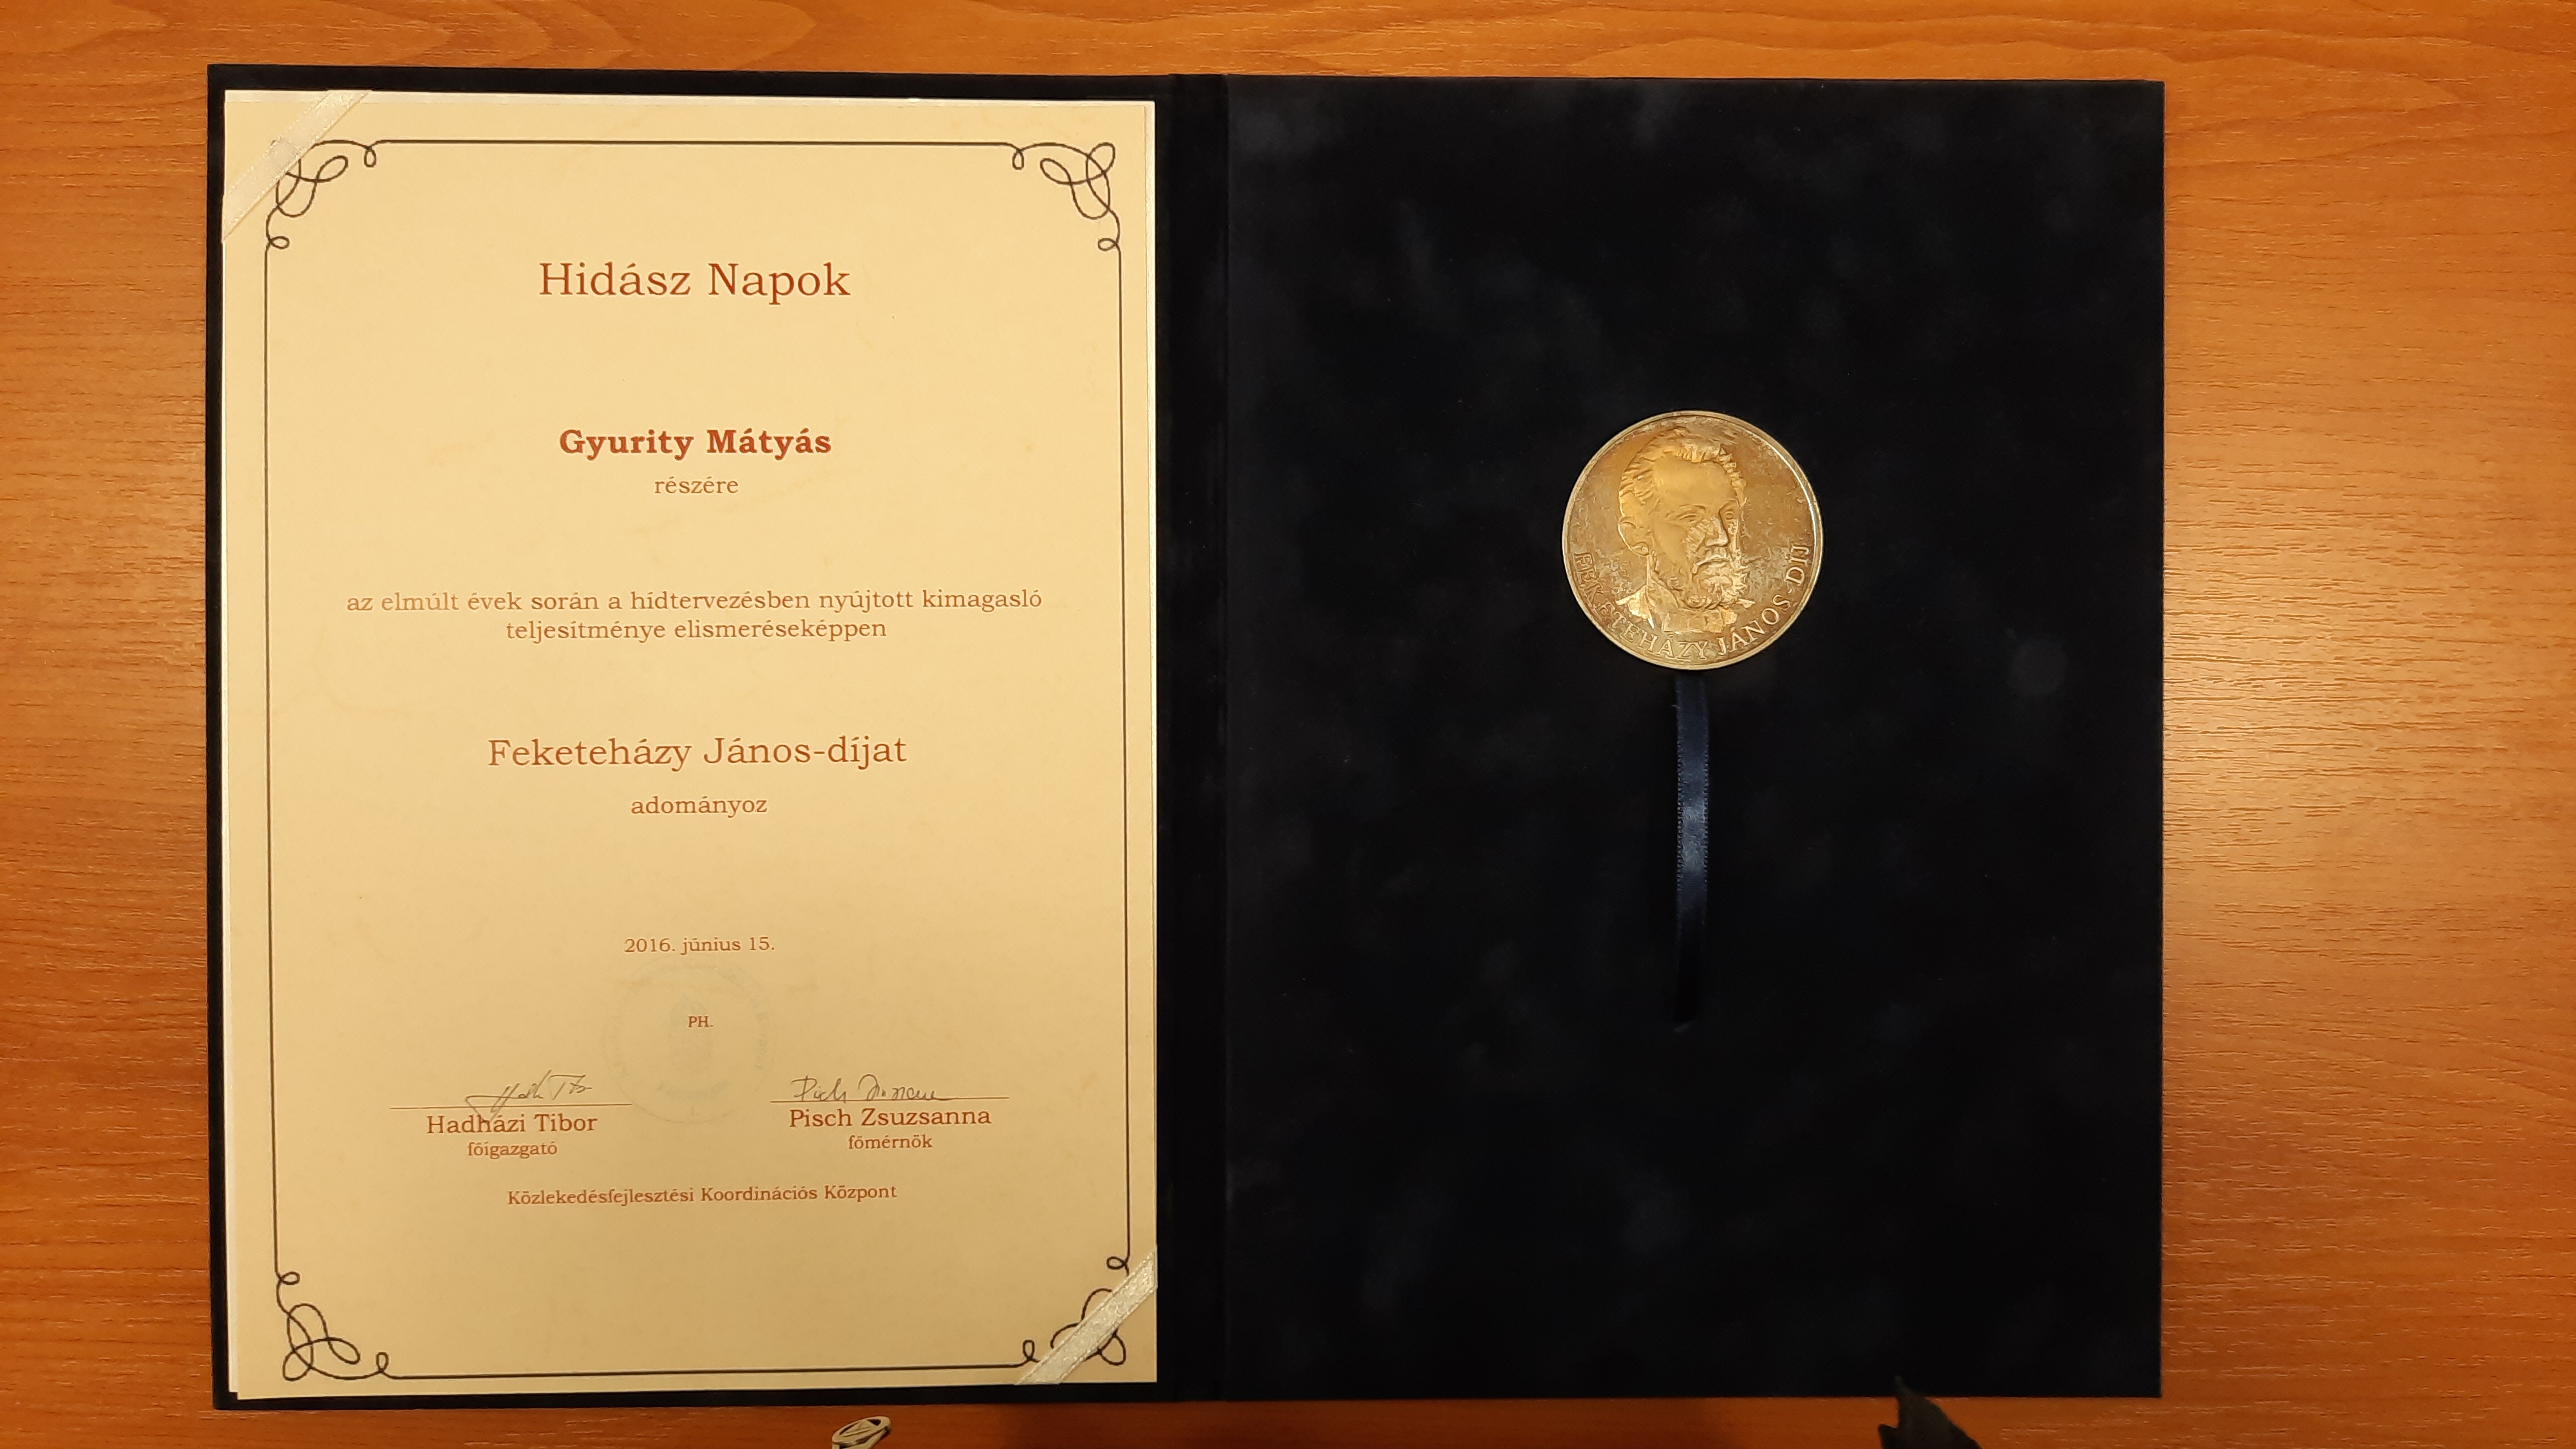 Hidász Napok
Gyurity Mátyás
részére
az elmúlt évek során a hídtervezésben nyújtott kimagasló
teljesítménye elismeréseképpen
Feketeházy János-díjat
adományoz
2016. június 15.
PH.
Hadházi Tibor
főigazgató
Pisch Zsuzsanna
főmérnök
Közlekedésfejlesztési Koordinációs Központ
FEKETEHÁZY JÁNOS-DÍJ